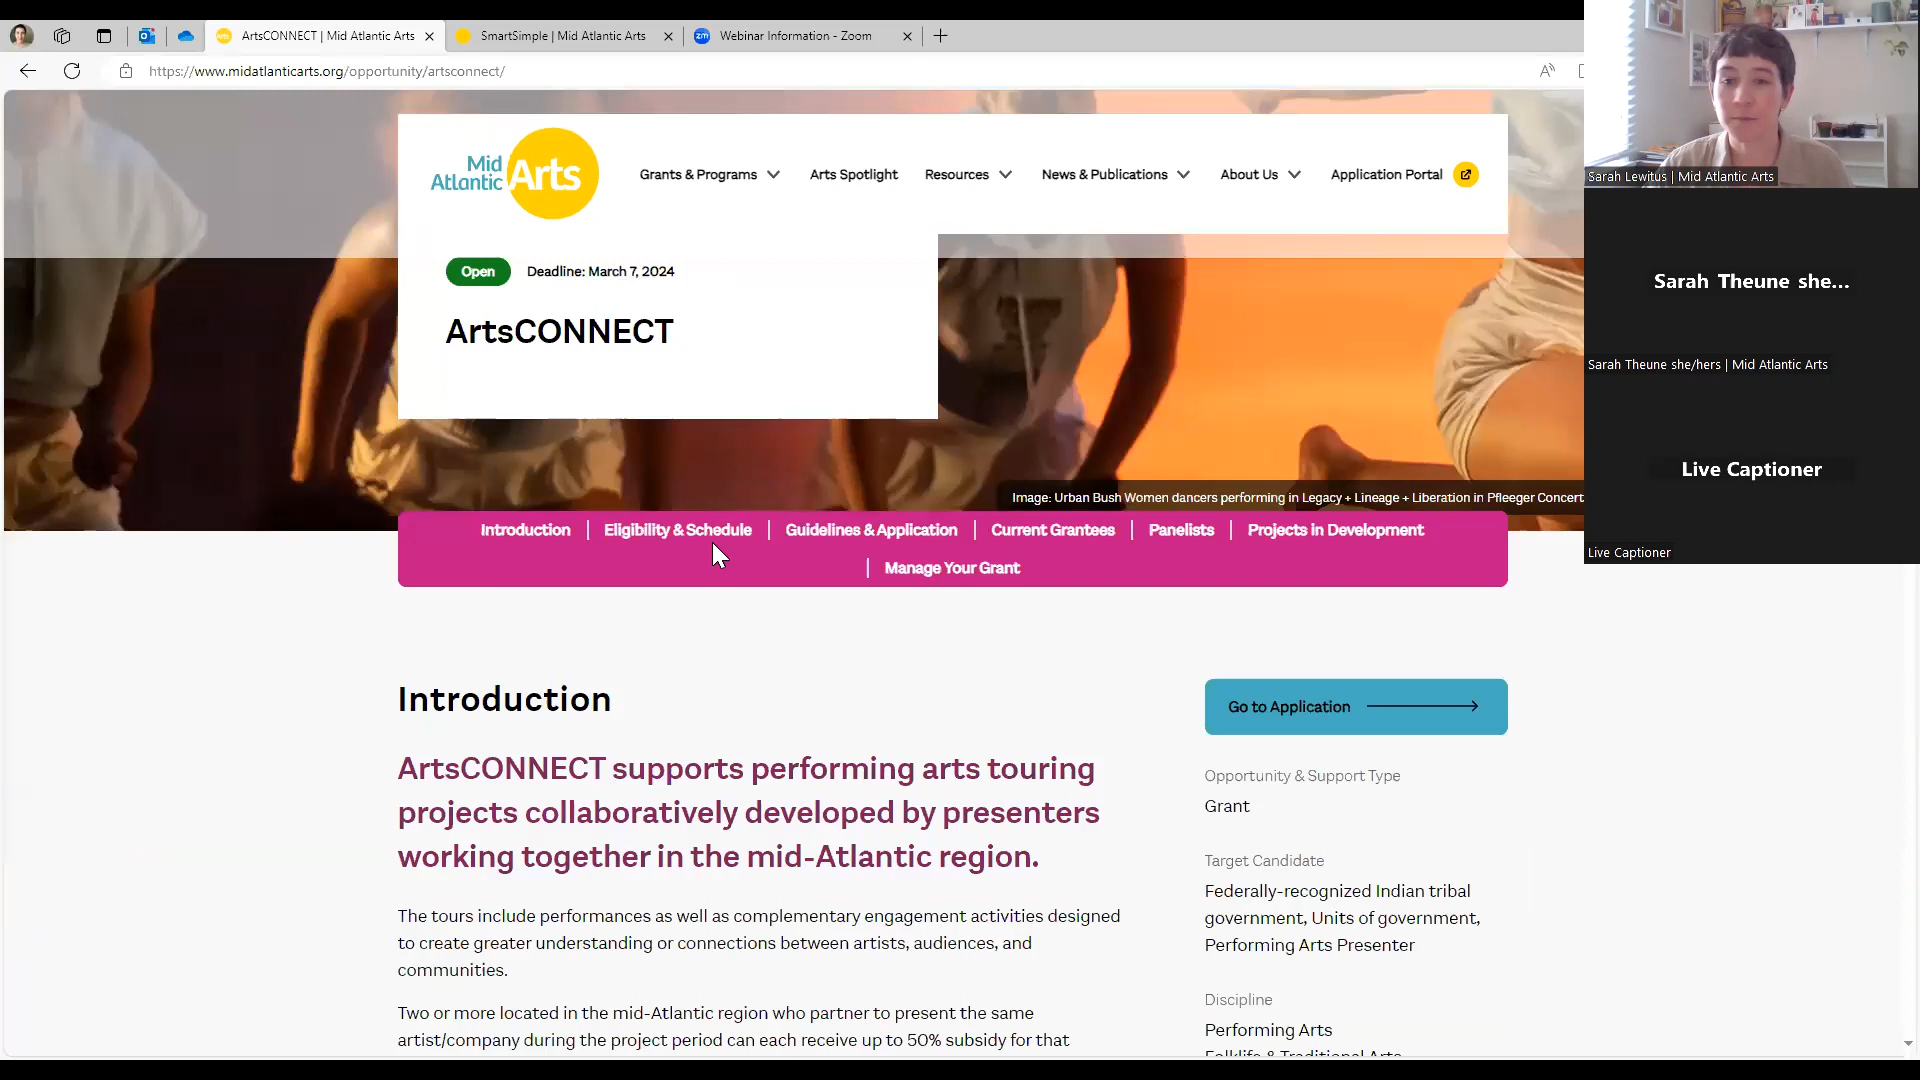 ArtsCONNECT | Mid Atlantic Arts
SmartSimple | Mid Atlantic Arts
zm Webinar Information - Zoom
https://www.midatlanticarts.org/opportunity/artsconnect/
Mid Atlantic Arts
Grants & Programs
Arts Spotlight
Resources
News & Publications
About Us
Application Portal
Open
Deadline: March 7, 2024
ArtsCONNECT
Image: Urban Bush Women dancers performing in Legacy + Lineage + Liberation in Pfleeger Concert
Introduction | Eligibility & Schedule | Guidelines & Application | Current Grantees | Panelists | Projects in Development
| Manage Your Grant
Introduction
ArtsCONNECT supports performing arts touring
projects collaboratively developed by presenters
working together in the mid-Atlantic region.
The tours include performances as well as complementary engagement activities designed
to create greater understanding or connections between artists, audiences, and
communities.
Two or more located in the mid-Atlantic region who partner to present the same
artist/company during the project period can each receive up to 50% subsidy for that
Go to Application
Opportunity & Support Type
Grant
Target Candidate
Federally-recognized Indian tribal
government, Units of government,
Performing Arts Presenter
Discipline
Performing Arts
Folklife & Traditional Arts
Sarah Lewitus | Mid Atlantic Arts
Sarah Theune she...
Sarah Theune she/hers | Mid Atlantic Arts
Live Captioner
Live Captioner